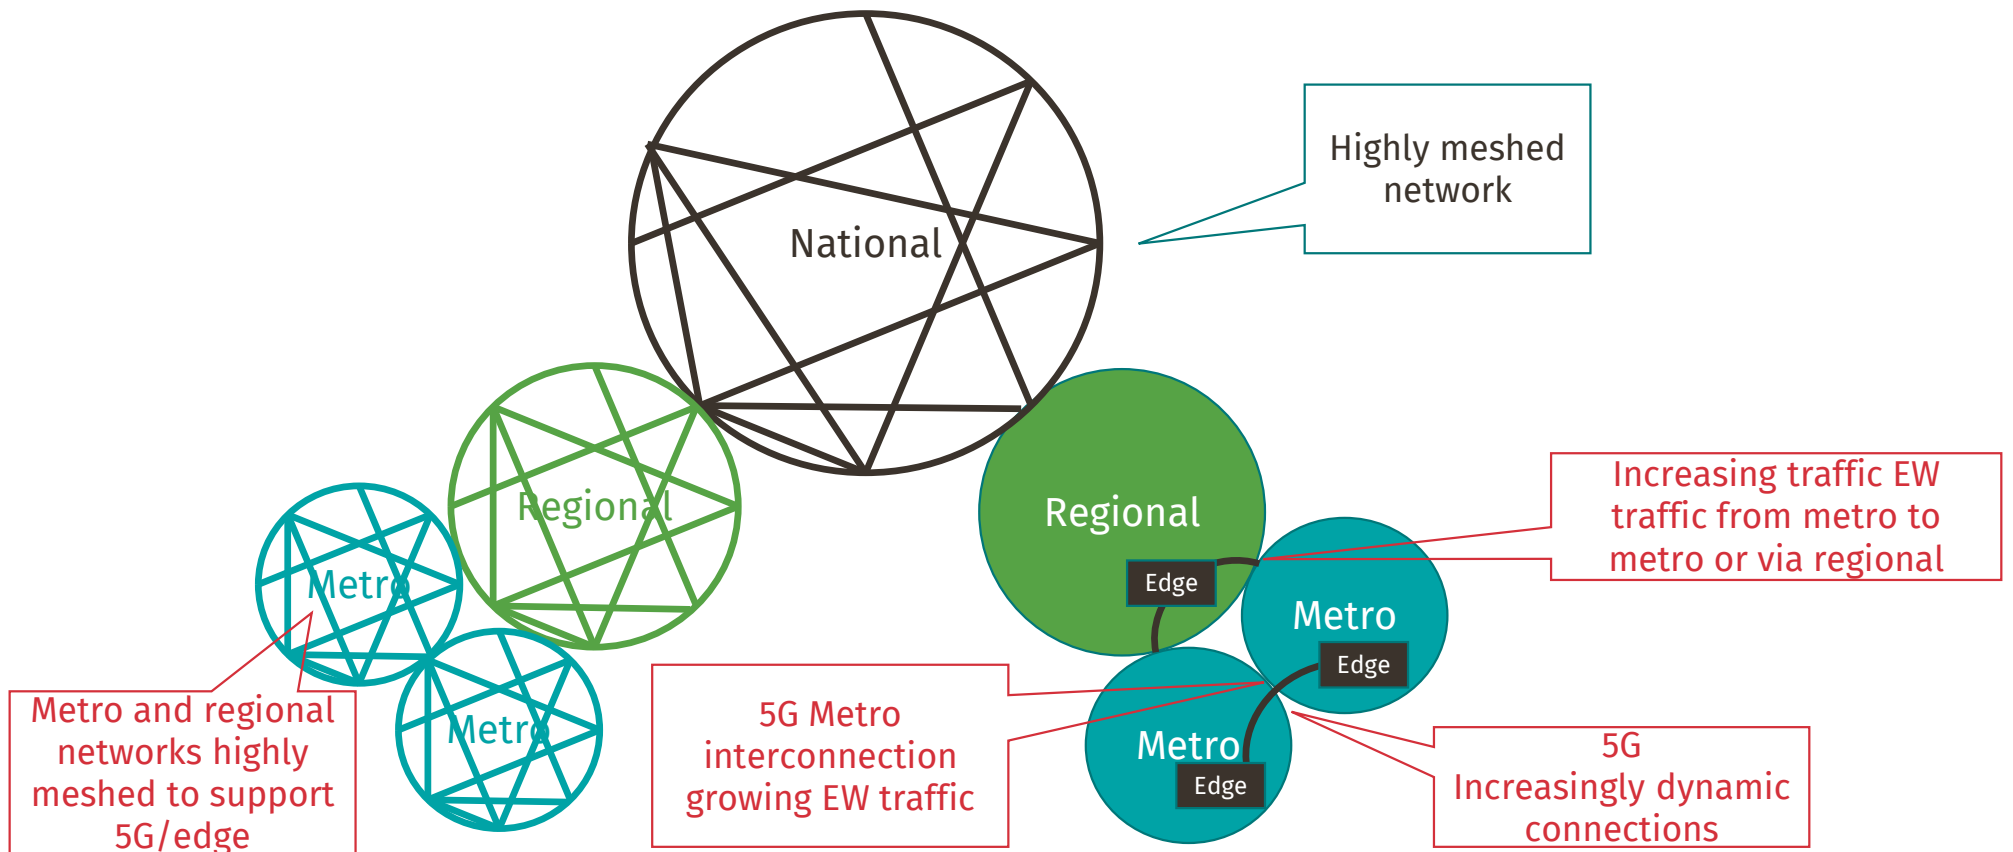 Highly meshed
network
National
Regional
Regional
Increasing traffic EW
traffic from metro to
metro or via regional
Metro
Edge
Metro
Edge
Metro and regional
networks highly
meshed to support
5G/edge
Metro
5G Metro
interconnection
growing EW traffic
Metro
Edge
5G
Increasingly dynamic
connections